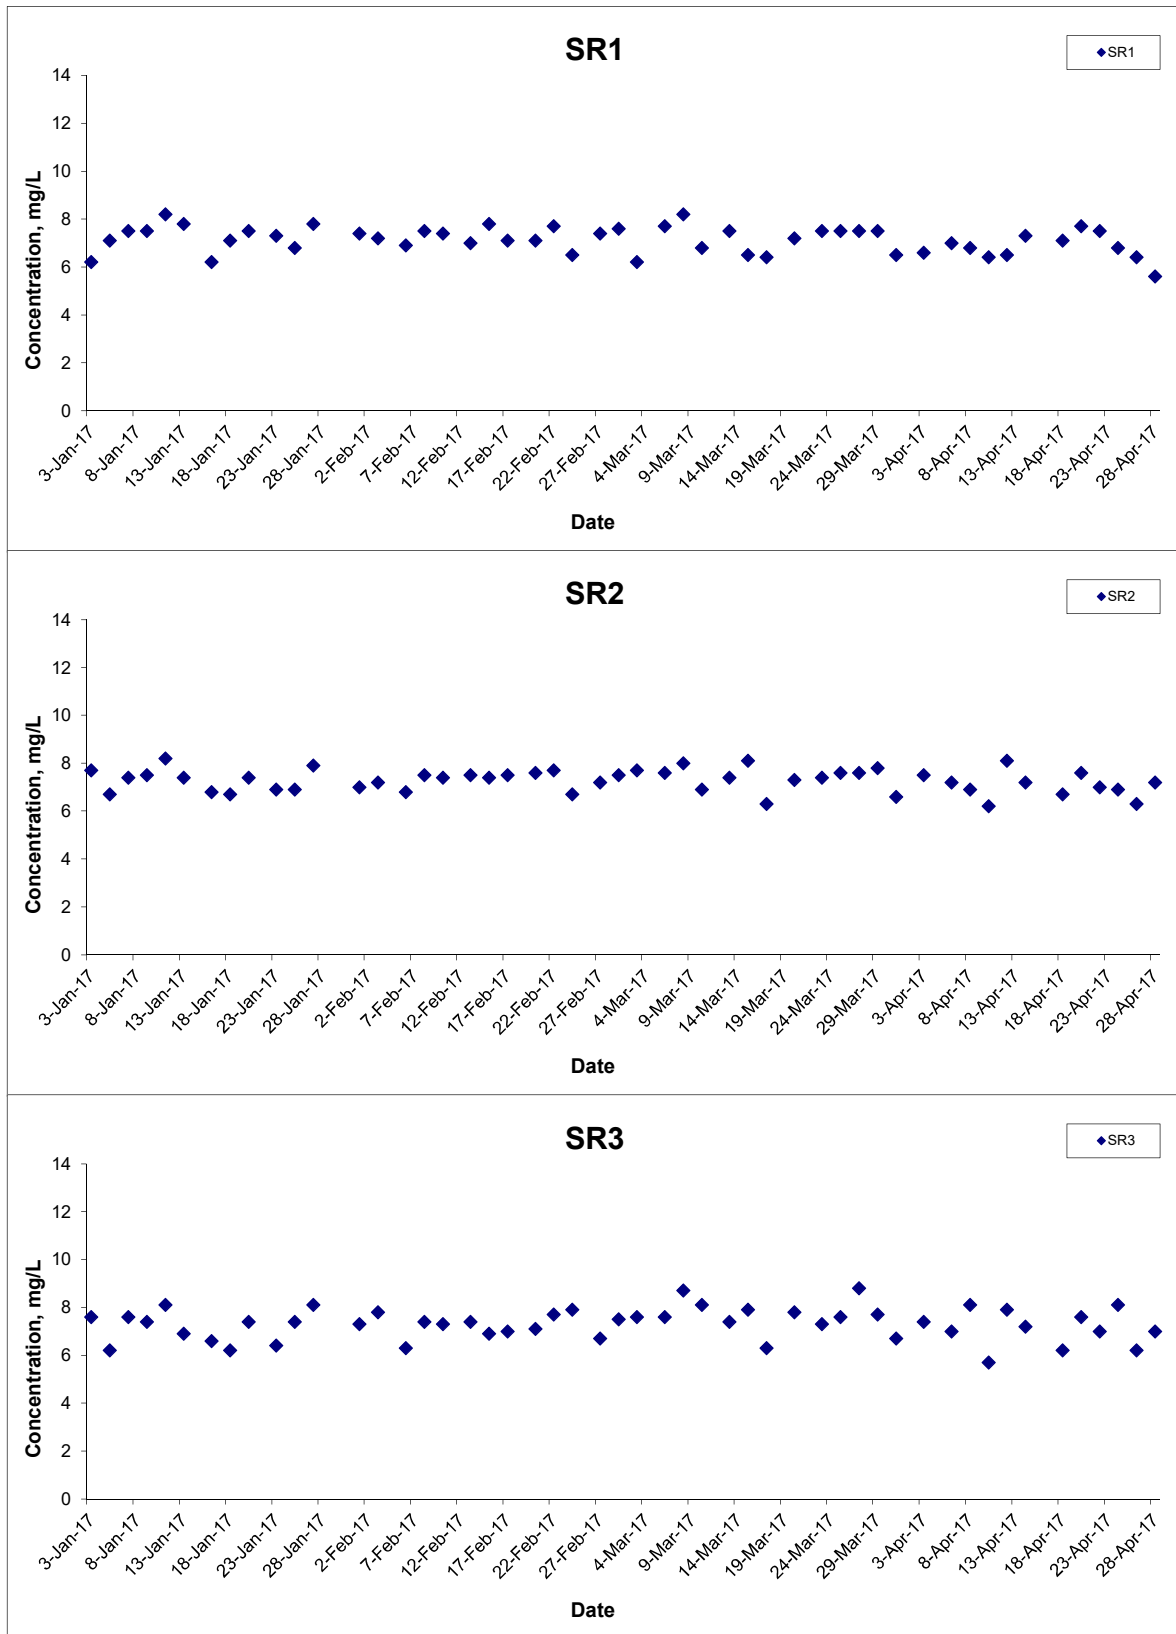 SR1
SR1
14
12
10
8
6
4
2
0
Concentration, mg/L
3-Jan-17 8-Jan-17 13-Jan-17 18-Jan-17 23-Jan-17 28-Jan-17 2-Feb-17 7-Feb-17 12-Feb-17 17-Feb-17 22-Feb-17 27-Feb-17 4-Mar-17 9-Mar-17 14-Mar-17 19-Mar-17 24-Mar-17 29-Mar-17 3-Apr-17 8-Apr-17 13-Apr-17 18-Apr-17 23-Apr-17 28-Apr-17
Date
SR2
SR2
14
12
10
8
6
4
2
0
Concentration, mg/L
3-Jan-17 8-Jan-17 13-Jan-17 18-Jan-17 23-Jan-17 28-Jan-17 2-Feb-17 7-Feb-17 12-Feb-17 17-Feb-17 22-Feb-17 27-Feb-17 4-Mar-17 9-Mar-17 14-Mar-17 19-Mar-17 24-Mar-17 29-Mar-17 3-Apr-17 8-Apr-17 13-Apr-17 18-Apr-17 23-Apr-17 28-Apr-17
Date
SR3
SR3
14
12
10
8
6
4
2
0
Concentration, mg/L
3-Jan-17 8-Jan-17 13-Jan-17 18-Jan-17 23-Jan-17 28-Jan-17 2-Feb-17 7-Feb-17 12-Feb-17 17-Feb-17 22-Feb-17 27-Feb-17 4-Mar-17 9-Mar-17 14-Mar-17 19-Mar-17 24-Mar-17 29-Mar-17 3-Apr-17 8-Apr-17 13-Apr-17 18-Apr-17 23-Apr-17 28-Apr-17
Date